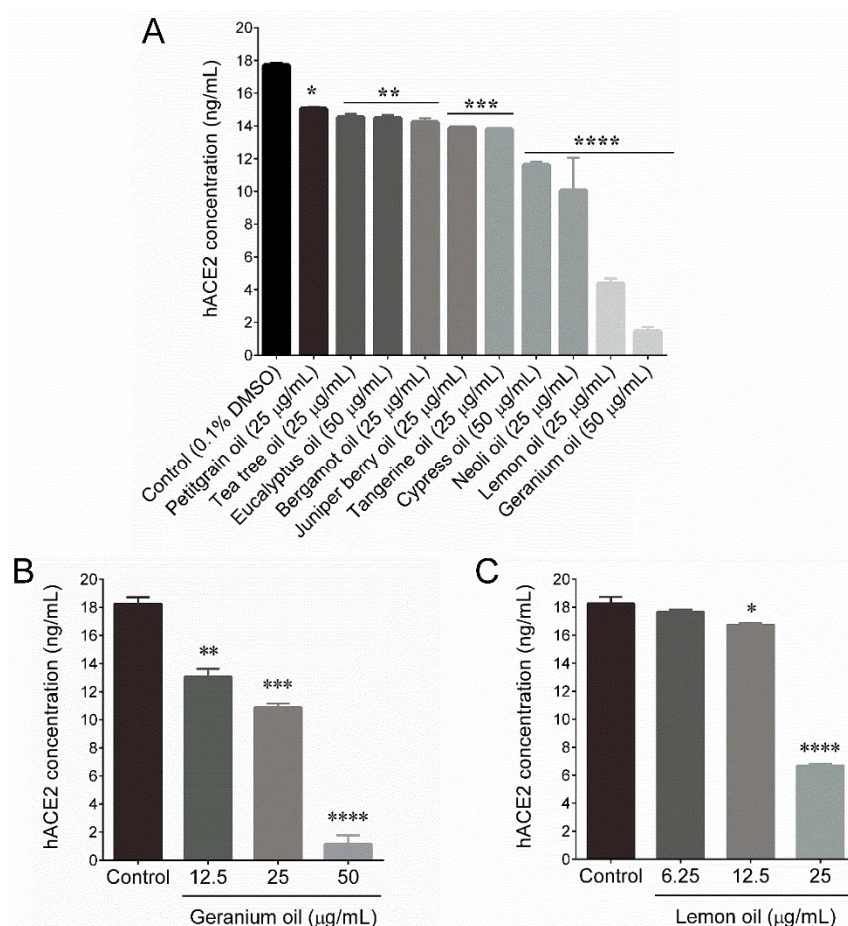 A
hACE2 concentration (ng/mL)
20
18
16
14
12
10
8
6
4
2
0
*
**
***
****
Control (0.1% DMSO)
Petitgrain oil (25 µg/mL)
Tea tree oil (25 µg/mL)
Eucalyptus oil (50 µg/mL)
Bergamot oil (25 µg/mL)
Juniper berry oil (25 µg/mL)
Tangerine oil (25 µg/mL)
Cypress oil (50 µg/mL)
Neoli oil (25 µg/mL)
Lemon oil (25 µg/mL)
Geranium oil (50 µg/mL)
B
hACE2 concentration (ng/mL)
20
18
16
14
12
10
8
6
4
2
0
**
***
****
Control 12.5 25 50
Geranium oil (µg/mL)
C
hACE2 concentration (ng/mL)
20
18
16
14
12
10
8
6
4
2
0
*
****
Control 6.25 12.5 25
Lemon oil (µg/mL)